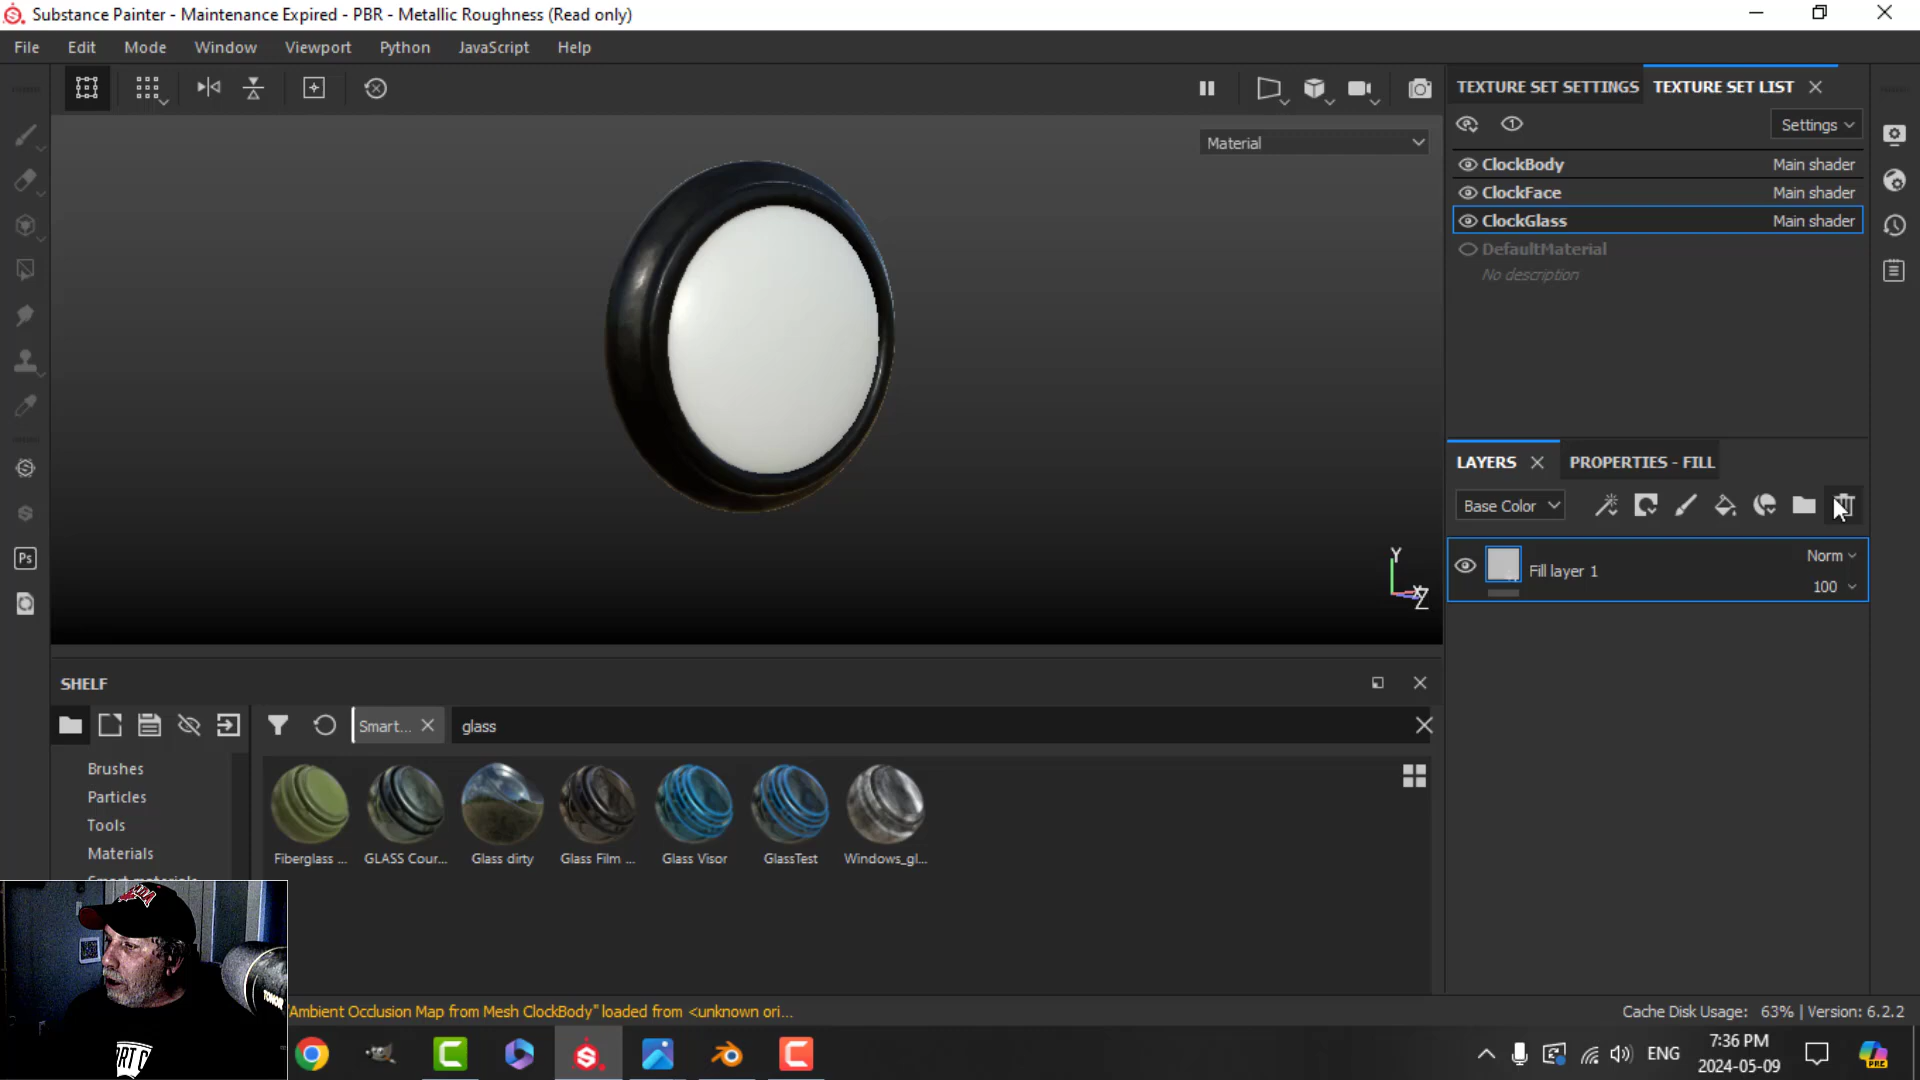 Substance Painter - Maintenance Expired - PBR - Metallic Roughness (Read only)
File Edit Mode Window Viewport Python JavaScript Help
TEXTURE SET SETTINGS TEXTURE SET LIST
Settings
Material
ClockBody Main shader
ClockFace Main shader
ClockGlass Main shader
DefaultMaterial
No description
LAYERS PROPERTIES - FILL
Base Color
Norm
Fill layer 1
100
Y
Z
SHELF
Smart... glass
Brushes
Particles
Tools
Materials
Fiberglass ... GLASS Cour... Glass dirty Glass Film ... Glass Visor GlassTest Windows_gl...
Ambient Occlusion Map from Mesh ClockBody" loaded from <unknown ori...
Cache Disk Usage: 63% | Version: 6.2.2
Ps
ENG
7:36 PM
2024-05-09